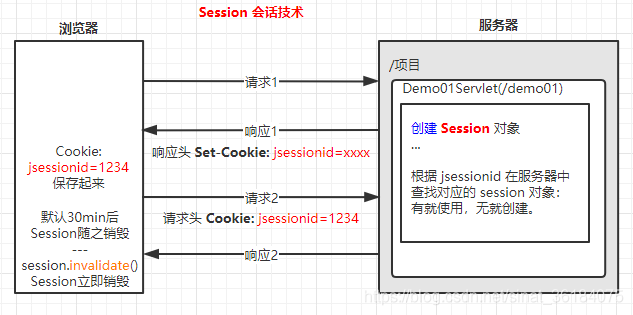 Session 会话技术
浏览器
服务器
/项目
Demo01Servlet(/demo01)
请求1
创建 Session 对象
...
响应1
响应头 Set-Cookie: jsessionid=xxxx
Cookie:
jsessionid=1234
保存起来
根据 jsessionid 在服务器中
查找对应的 session 对象:
有就使用，无就创建。
请求2
请求头 Cookie: jsessionid=1234
默认30min后
Session随之销毁
---
session.invalidate()
Session立即销毁
响应2
https://blog.csdn.net/sinat_36184075